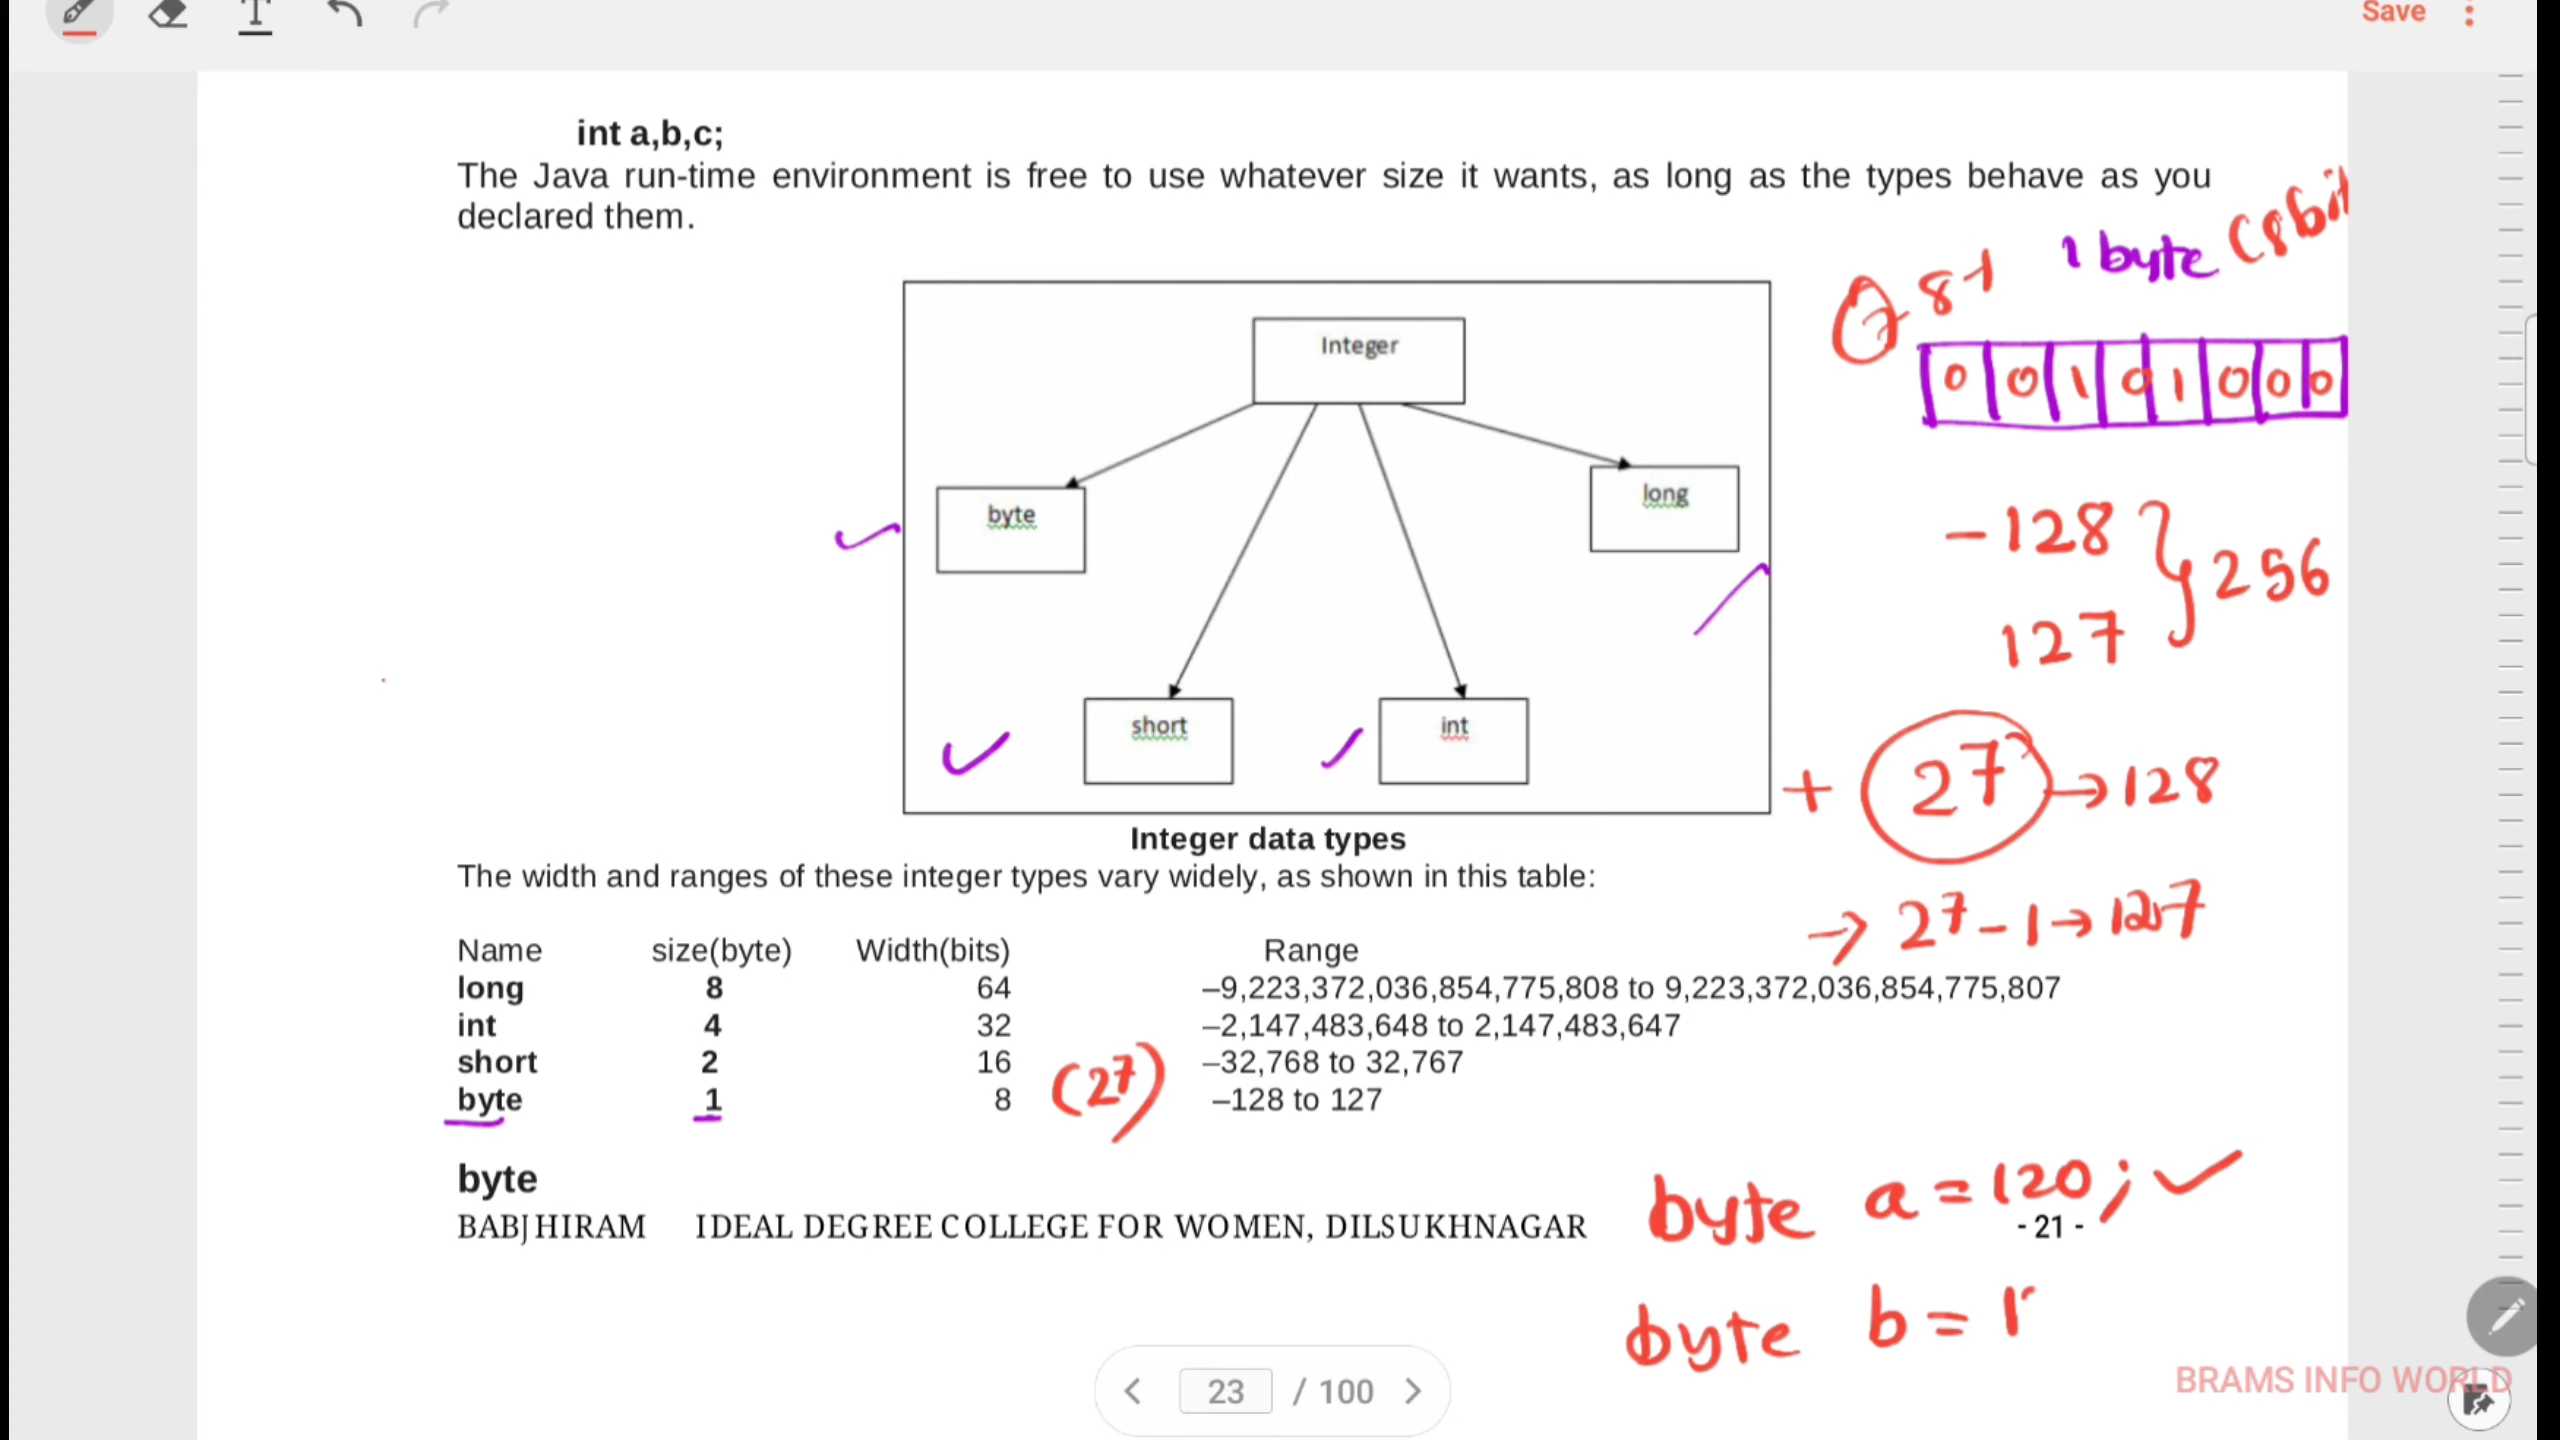 T
Save
int a,b,c;
The Java run-time environment is free to use whatever size it wants, as long as the types behave as you
declared them.
1 byte (8bit
8-1
0 0 1 0 1 0 0 0
Integer
byte
long
short
int
-128
127
256
+ 2⁷ → 128
→ 2⁷-1 → 127
Integer data types
The width and ranges of these integer types vary widely, as shown in this table:
Name size(byte) Width(bits) Range
long 8 64 –9,223,372,036,854,775,808 to 9,223,372,036,854,775,807
int 4 32 –2,147,483,648 to 2,147,483,647
short 2 16 –32,768 to 32,767
byte 1 8 (2⁷) –128 to 127
byte
byte a = 120;
BABJHIRAM IDEAL DEGREE COLLEGE FOR WOMEN, DILSUKHNAGAR - 21 -
byte b = 1
23 / 100
BRAMS INFO WORLD